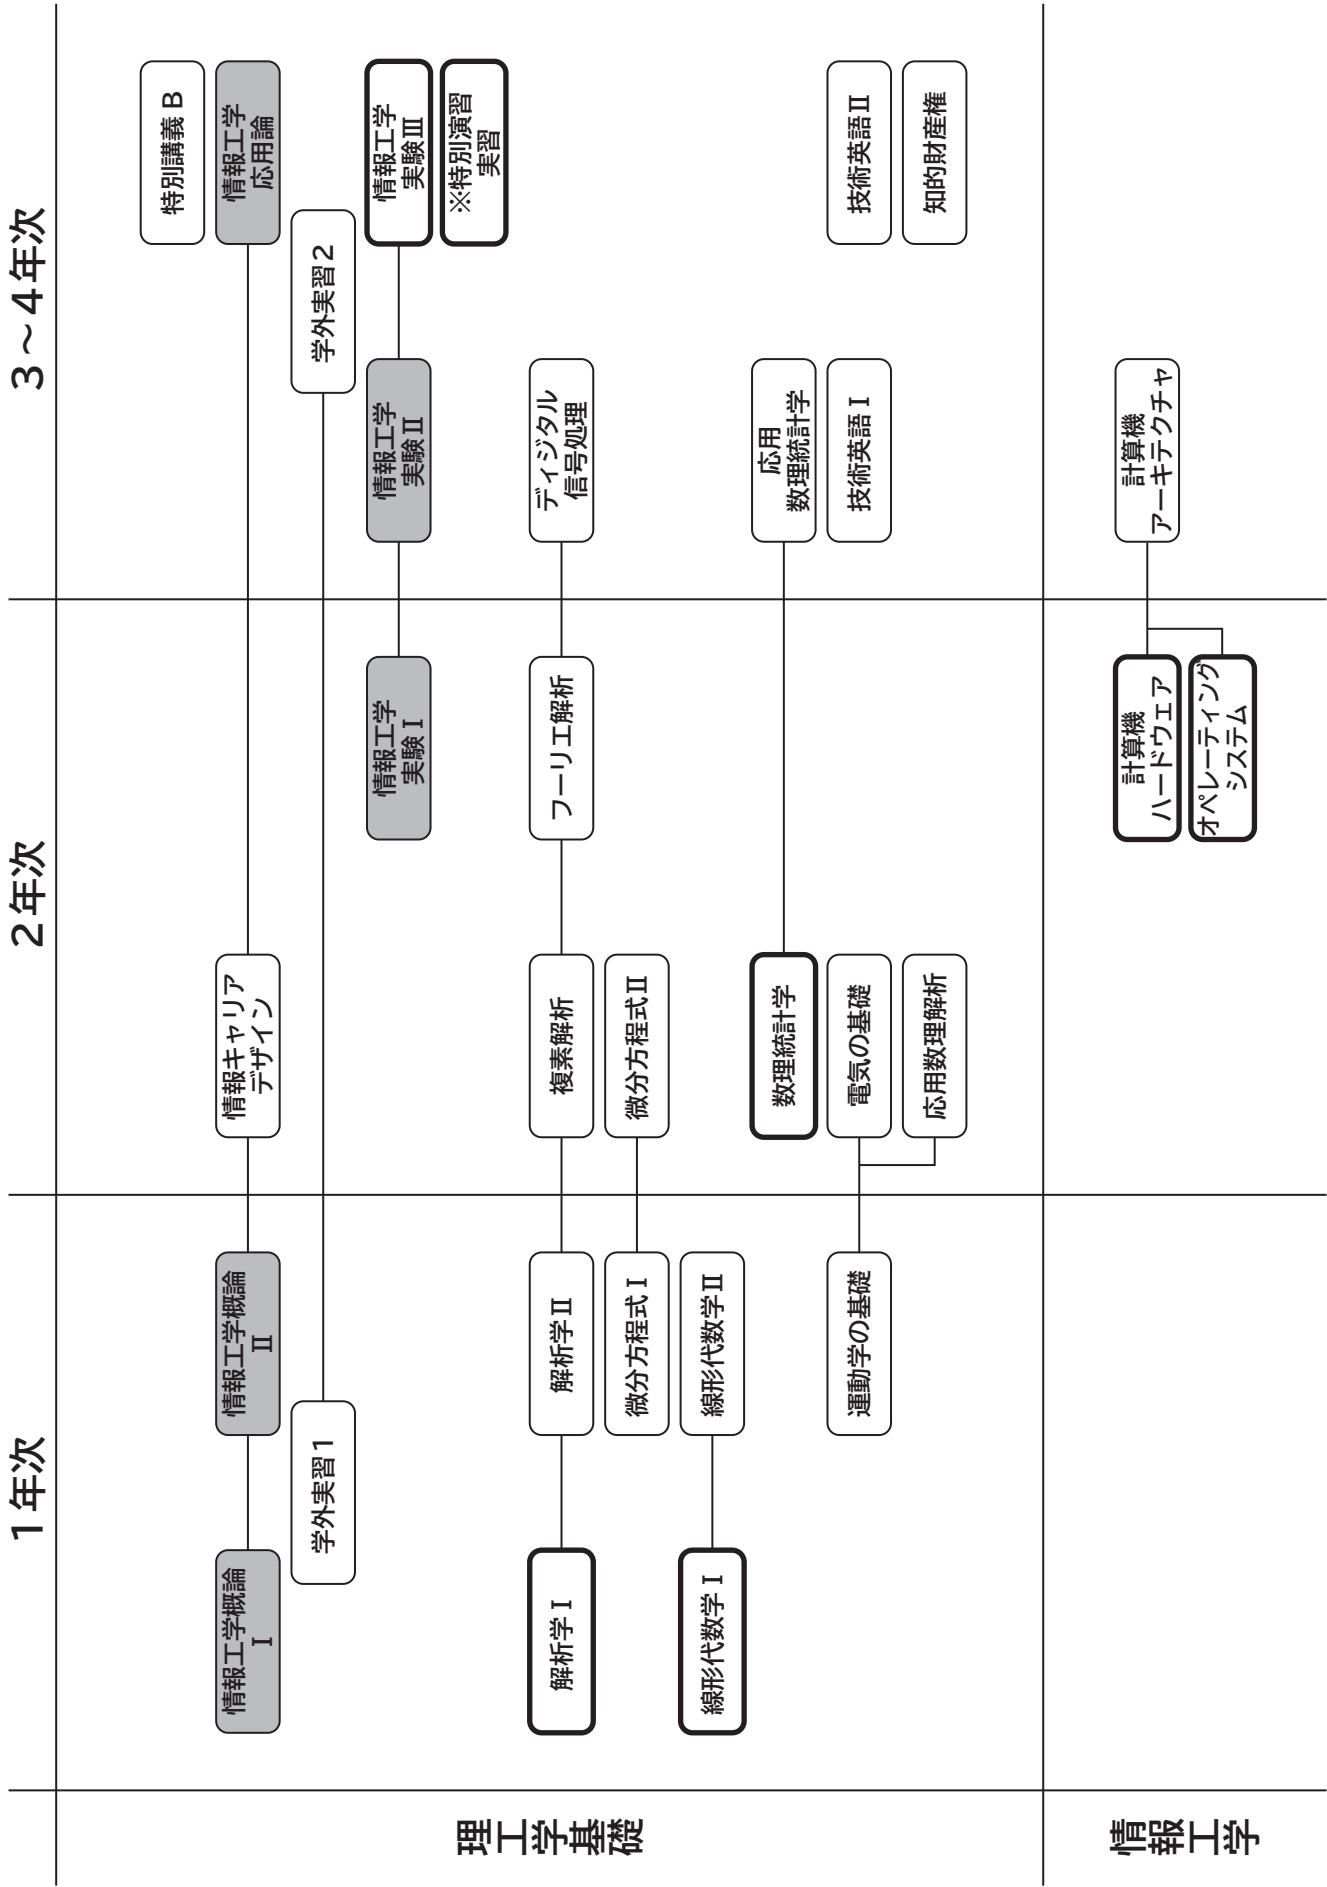 1年次
2年次
3～4年次
理工学基礎
特別講義 B
情報工学概論
Ⅰ
情報工学概論
Ⅱ
情報キャリア
デザイン
情報工学
応用論
学外実習1
学外実習2
情報工学
実験Ⅰ
情報工学
実験Ⅱ
情報工学
実験Ⅲ
※特別演習
実習
解析学Ⅰ
解析学Ⅱ
複素解析
フーリエ解析
ディジタル
信号処理
微分方程式Ⅰ
微分方程式Ⅱ
線形代数学Ⅰ
線形代数学Ⅱ
数理統計学
応用
数理統計学
運動学の基礎
電気の基礎
技術英語Ⅰ
技術英語Ⅱ
応用数理解析
知的財産権
情報工学
計算機
ハードウェア
計算機
アーキテクチャ
オペレーティング
システム